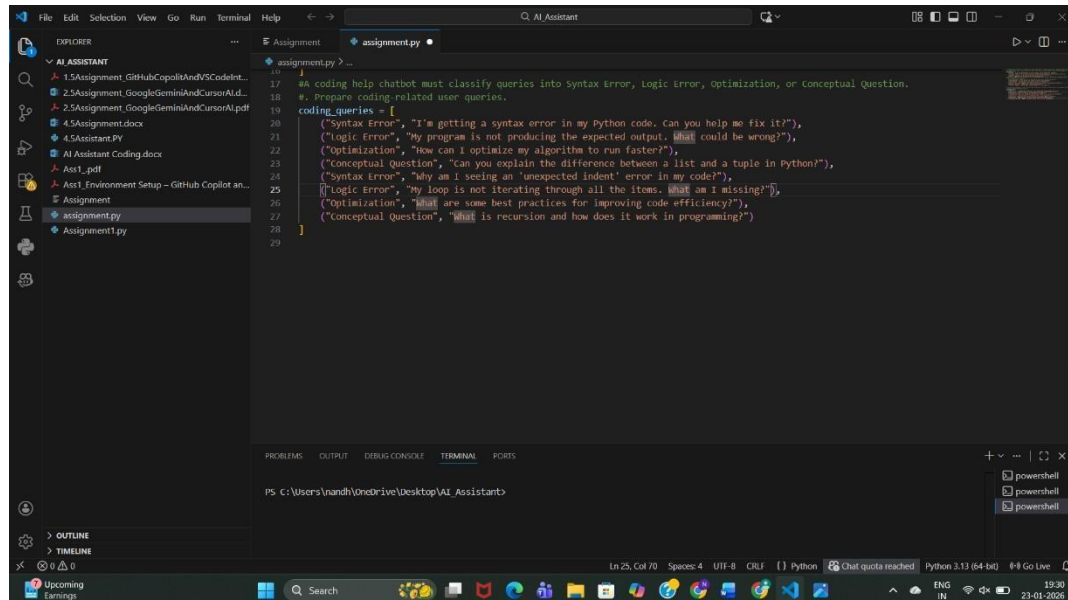 File Edit Selection View Go Run Terminal Help
AI_Assistant
EXPLORER
AI_ASSISTANT
1.5Assignment_GitHubCopolitAndVSCodeInt...
2.5Assignment_GoogleGeminiAndCursorAI.d...
2.5Assignment_GoogleGeminiAndCursorAI.pdf
4.5Assignment.docx
4.5Assistant.PY
AI Assistant Coding.docx
Ass1_.pdf
Ass1_Environment Setup – GitHub Copilot an...
Assignment
assignment.py
Assignment1.py
OUTLINE
TIMELINE
Assignment
assignment.py
assignment.py > ...
16 ]
17 #A coding help chatbot must classify queries into Syntax Error, Logic Error, Optimization, or Conceptual Question.
18 #. Prepare coding-related user queries.
19 coding_queries = [
20 ("Syntax Error", "I'm getting a syntax error in my Python code. Can you help me fix it?"),
21 ("Logic Error", "My program is not producing the expected output. What could be wrong?"),
22 ("Optimization", "How can I optimize my algorithm to run faster?"),
23 ("Conceptual Question", "Can you explain the difference between a list and a tuple in Python?"),
24 ("Syntax Error", "Why am I seeing an 'unexpected indent' error in my code?"),
25 ("Logic Error", "My loop is not iterating through all the items. What am I missing?"),
26 ("Optimization", "What are some best practices for improving code efficiency?"),
27 ("Conceptual Question", "What is recursion and how does it work in programming?")
28 ]
29
PROBLEMS OUTPUT DEBUG CONSOLE TERMINAL PORTS
PS C:\Users\nandh\OneDrive\Desktop\AI_Assistant>
powershell
powershell
powershell
0 0 0
Ln 25, Col 70 Spaces: 4 UTF-8 CRLF { } Python Chat quota reached Python 3.13 (64-bit) Go Live
Upcoming
Earnings
Search
ENG
IN
19:30
23-01-2026